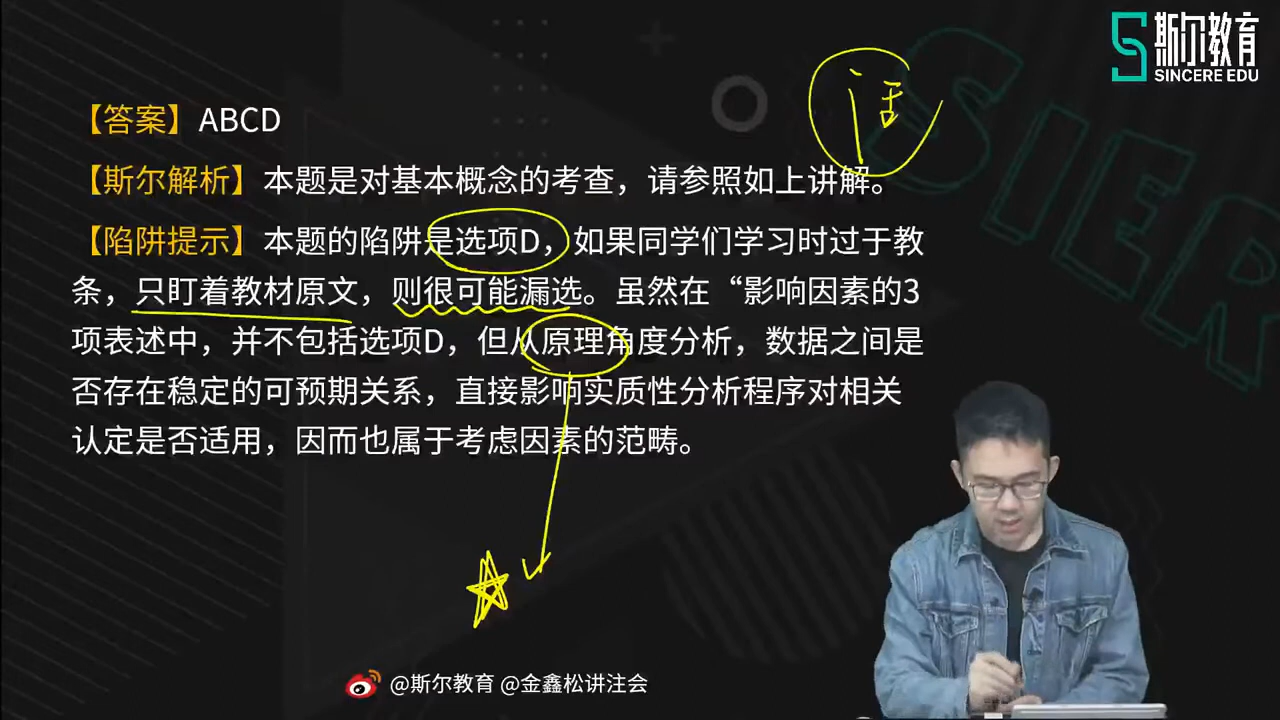 斯尔教育
SINCERE EDU
【答案】ABCD
【斯尔解析】本题是对基本概念的考查，请参照如上讲解。
【陷阱提示】本题的陷阱是选项D，如果同学们学习时过于教
条，只盯着教材原文，则很可能漏选。虽然在“影响因素的3
项表述中，并不包括选项D，但从原理角度分析，数据之间是
否存在稳定的可预期关系，直接影响实质性分析程序对相关
认定是否适用，因而也属于考虑因素的范畴。
@斯尔教育 @金鑫松讲注会